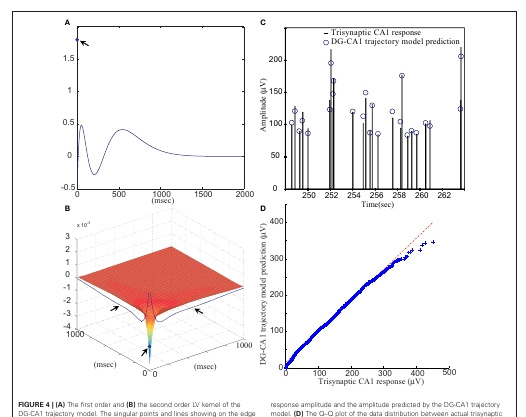 A
2
1.5
1
0.5
0
-0.5
0
500
1000
1500
2000
(msec)
C
Trisynaptic CA1 response
DG-CA1 trajectory model prediction
Amplitude (μV)
250
200
150
100
50
0
250
252
254
256
258
260
262
Time(sec)
B
x10
3
2
1
0
-1
-2
-3
-4
1000
(msec)
0
0
(msec)
1000
D
DG-CA1 trajectory model prediction (μV)
400
300
200
100
0
0
100
200
300
400
500
Trisynaptic CA1 response (μV)
FIGURE 4 | (A) The first order and (B) the second order LV kernel of the
DG-CA1 trajectory model. The singular points and lines showing on the edge
response amplitude and the amplitude predicted by the DG-CA1 trajectory
model. (D) The Q–Q plot of the data distribution between actual trisynaptic